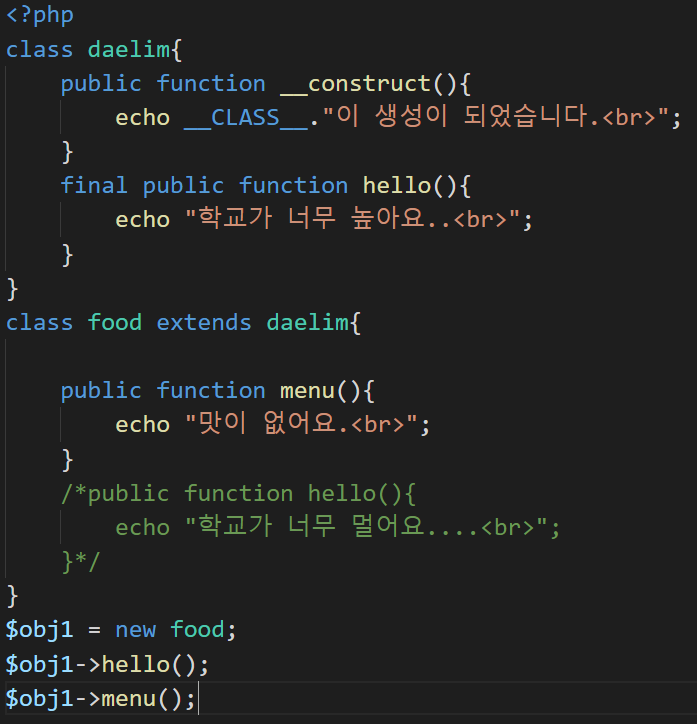 <?php
class daelim{
    public function __construct(){
        echo __CLASS__."이 생성이 되었습니다.<br>";
    }
    final public function hello(){
        echo "학교가 너무 높아요..<br>";
    }
}
class food extends daelim{

    public function menu(){
        echo "맛이 없어요.<br>";
    }
    /*public function hello(){
        echo "학교가 너무 멀어요....<br>";
    }*/
}
$obj1 = new food;
$obj1->hello();
$obj1->menu();